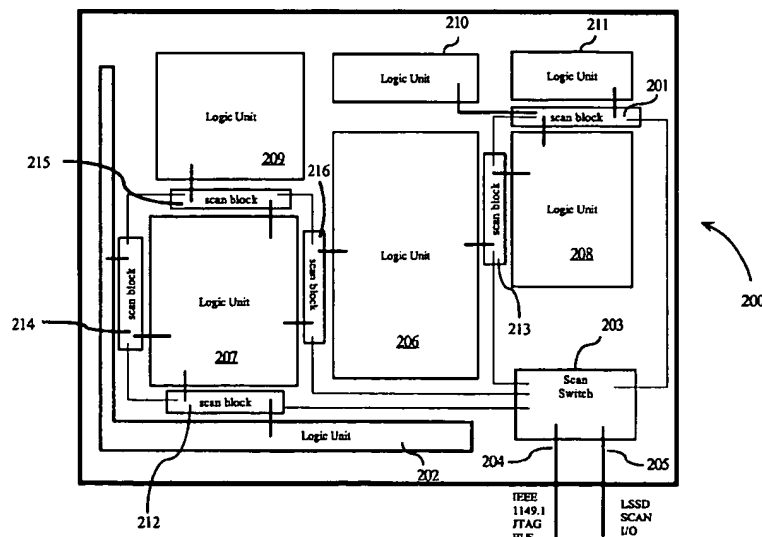 210
211
Logic Unit
Logic Unit
201
scan block
Logic Unit
209
215
216
scan block
scan block
Logic Unit
208
Logic Unit
206
scan block
200
scan block
Logic Unit
207
214
213
203
Scan
Switch
scan block
Logic Unit
202
204
205
212
IEEE
1149.1
JTAG
LSSD
SCAN
I/O